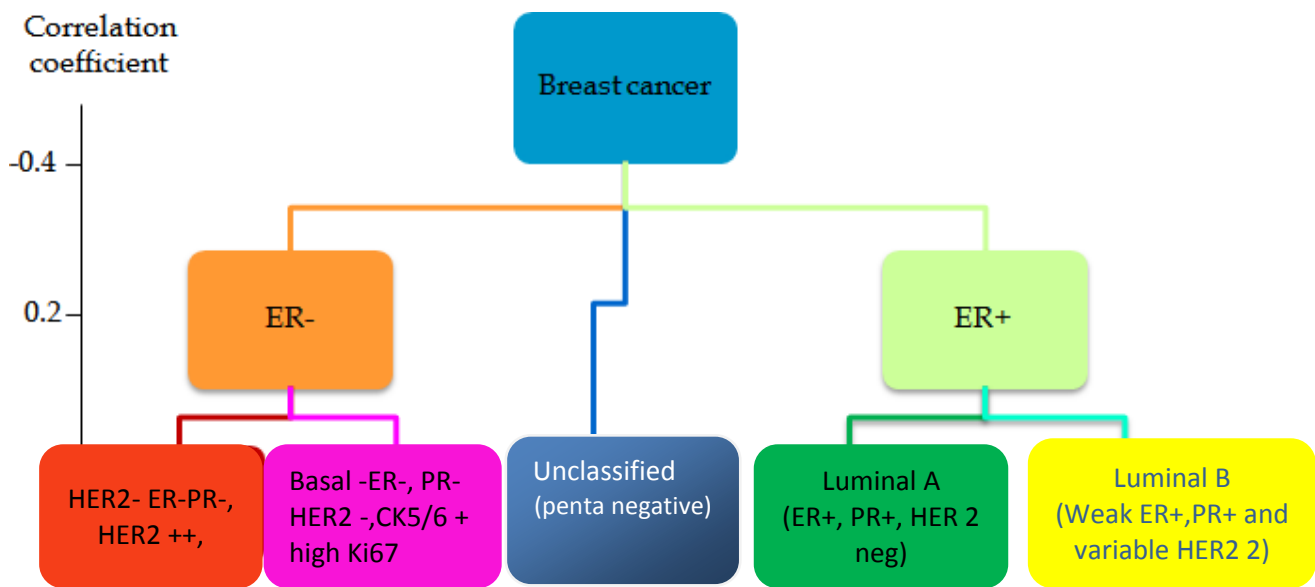 Correlation
coefficient
Breast cancer
-0.4
0.2
ER-
ER+
HER2- ER-PR-,
HER2 ++,
Basal -ER-, PR-
HER2 -,CK5/6 +
high Ki67
Unclassified
(penta negative)
Luminal A
(ER+, PR+, HER 2
neg)
Luminal B
(Weak ER+,PR+ and
variable HER2 2)